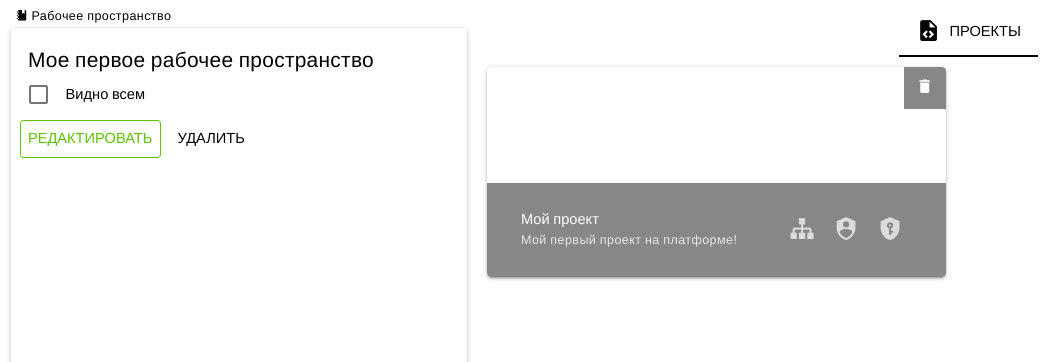 Рабочее пространство
ПРОЕКТЫ
Мое первое рабочее пространство
Видно всем
РЕДАКТИРОВАТЬ УДАЛИТЬ
Мой проект
Мой первый проект на платформе!